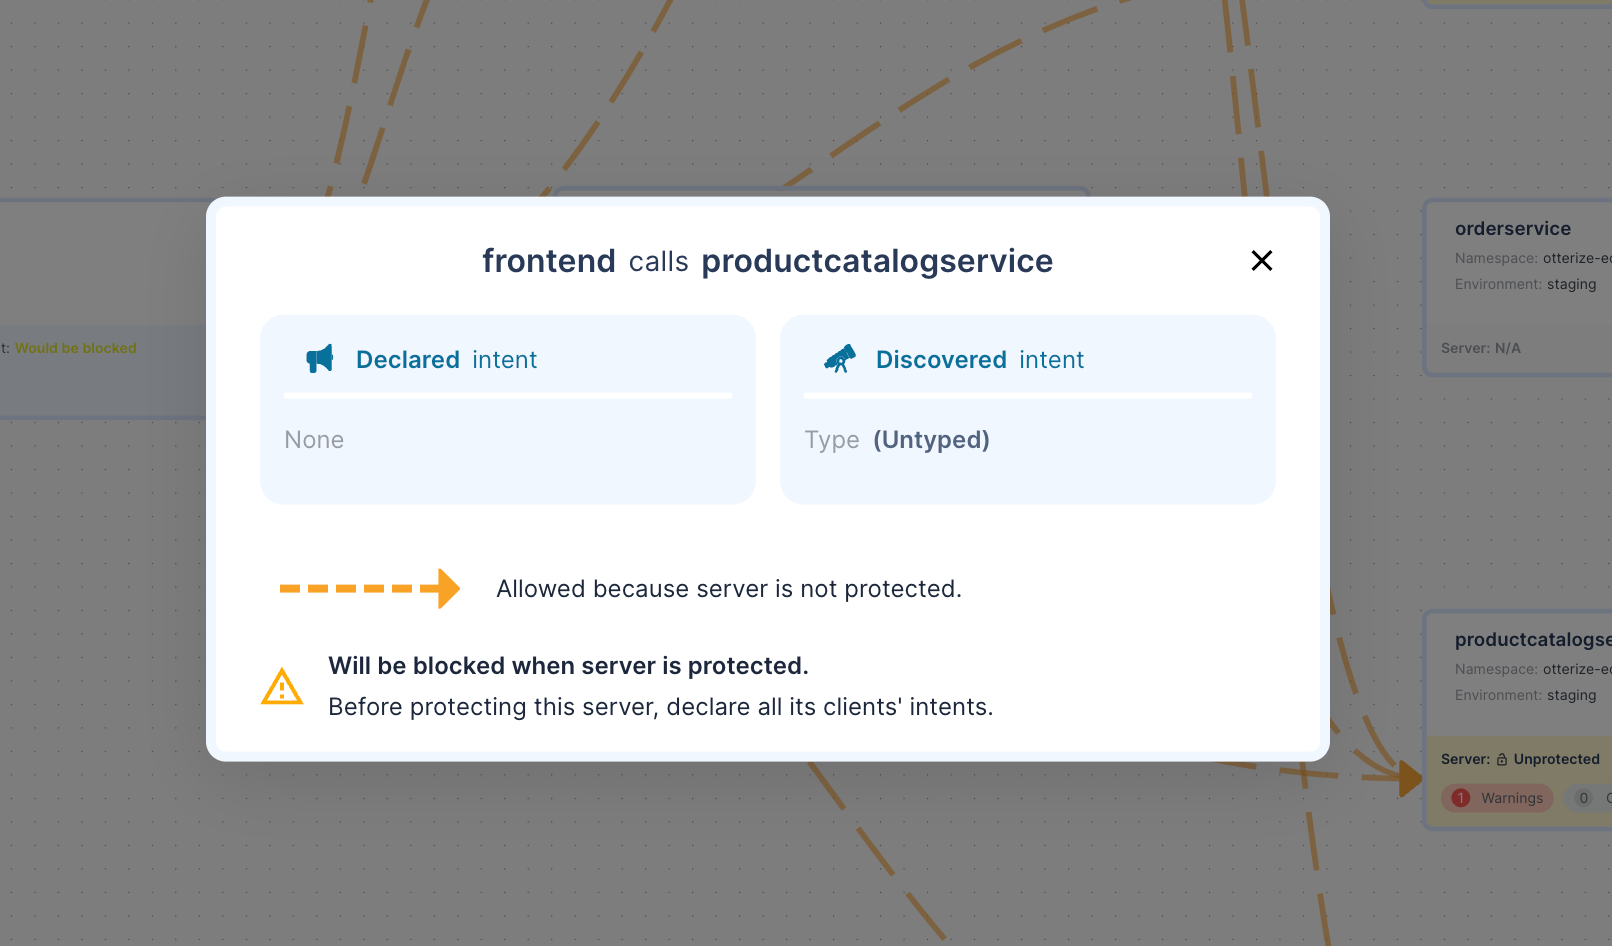 frontend calls productcatalogservice
Declared intent
None
Discovered intent
Type (Untyped)
Allowed because server is not protected.
Will be blocked when server is protected.
Before protecting this server, declare all its clients' intents.
t: Would be blocked
orderservice
Namespace: otterize-ec
Environment: staging
Server: N/A
productcatalogse
Namespace: otterize-ec
Environment: staging
Server: Unprotected
1 Warnings 0